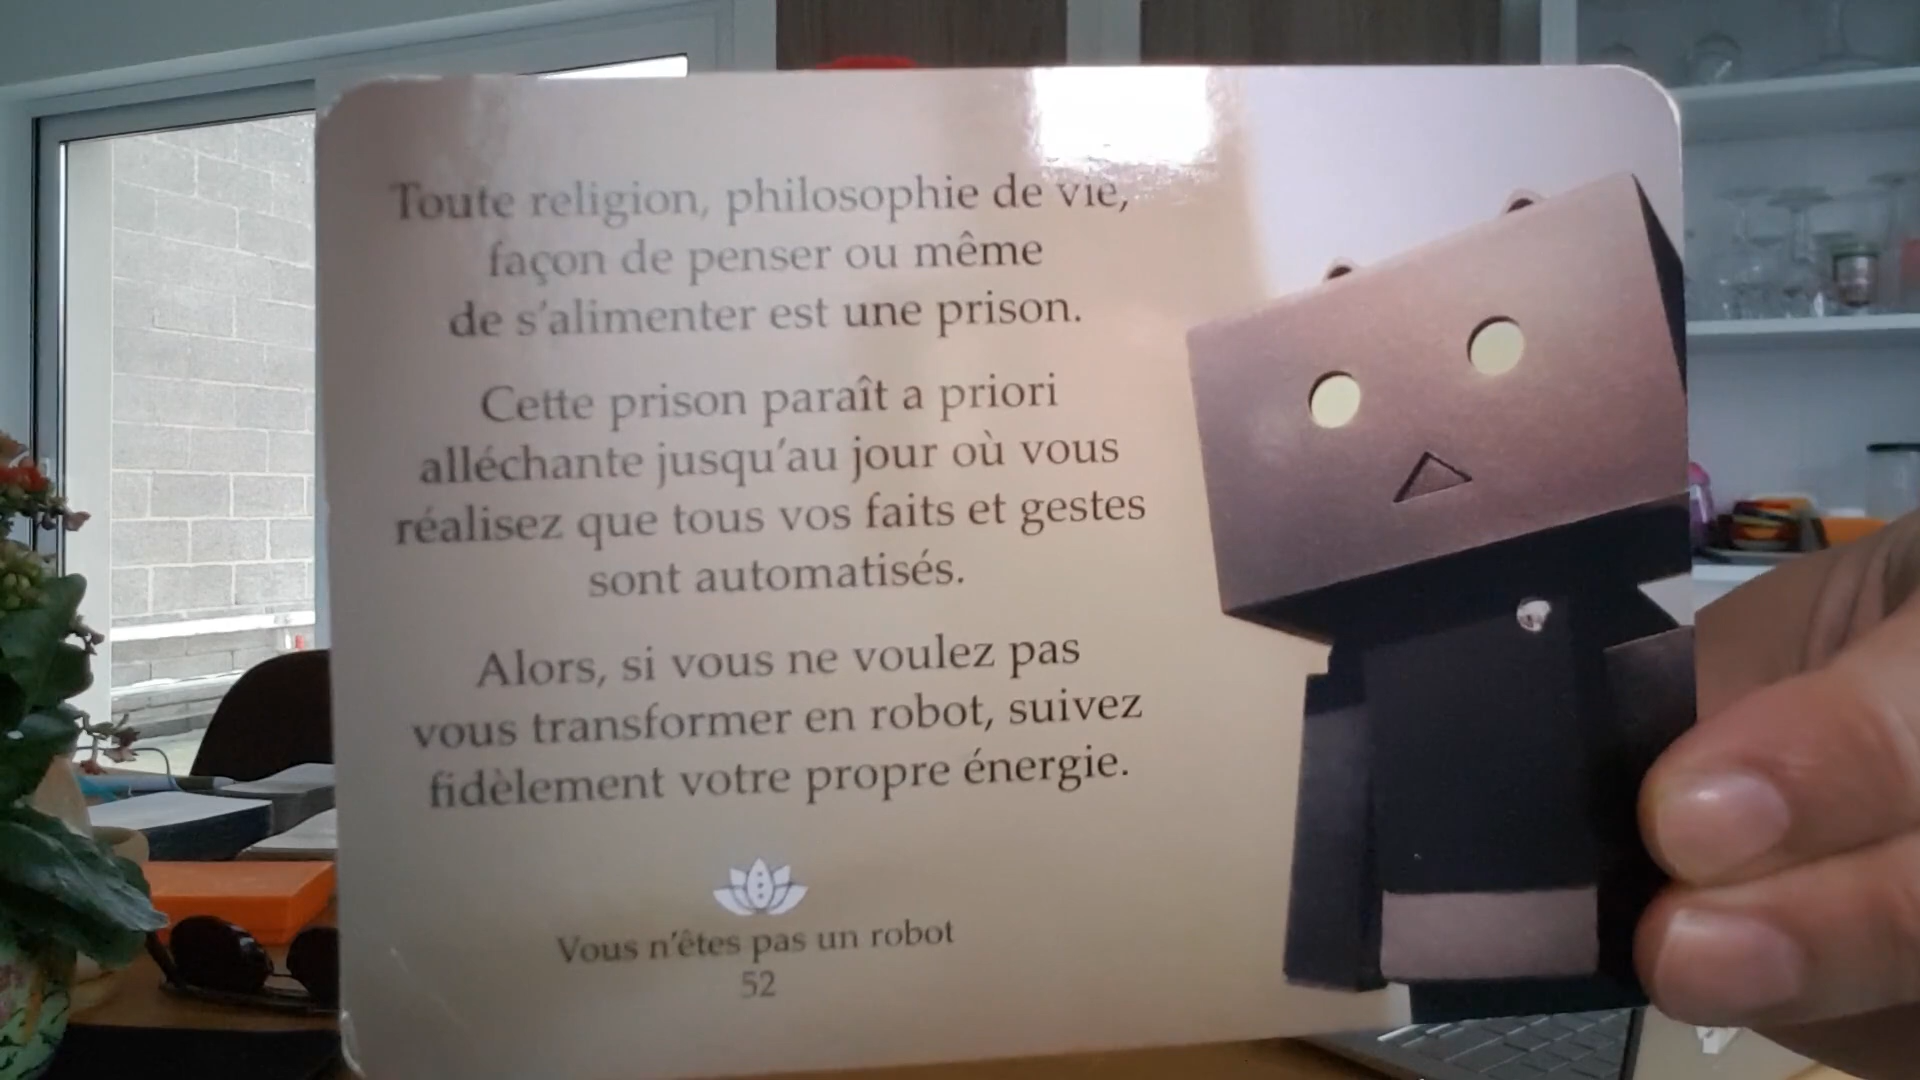 Toute religion, philosophie de vie,
façon de penser ou même
de s'alimenter est une prison.
Cette prison paraît a priori
alléchante jusqu'au jour où vous
réalisez que tous vos faits et gestes
sont automatisés.
Alors, si vous ne voulez pas
vous transformer en robot, suivez
fidèlement votre propre énergie.
Vous n'êtes pas un robot
52